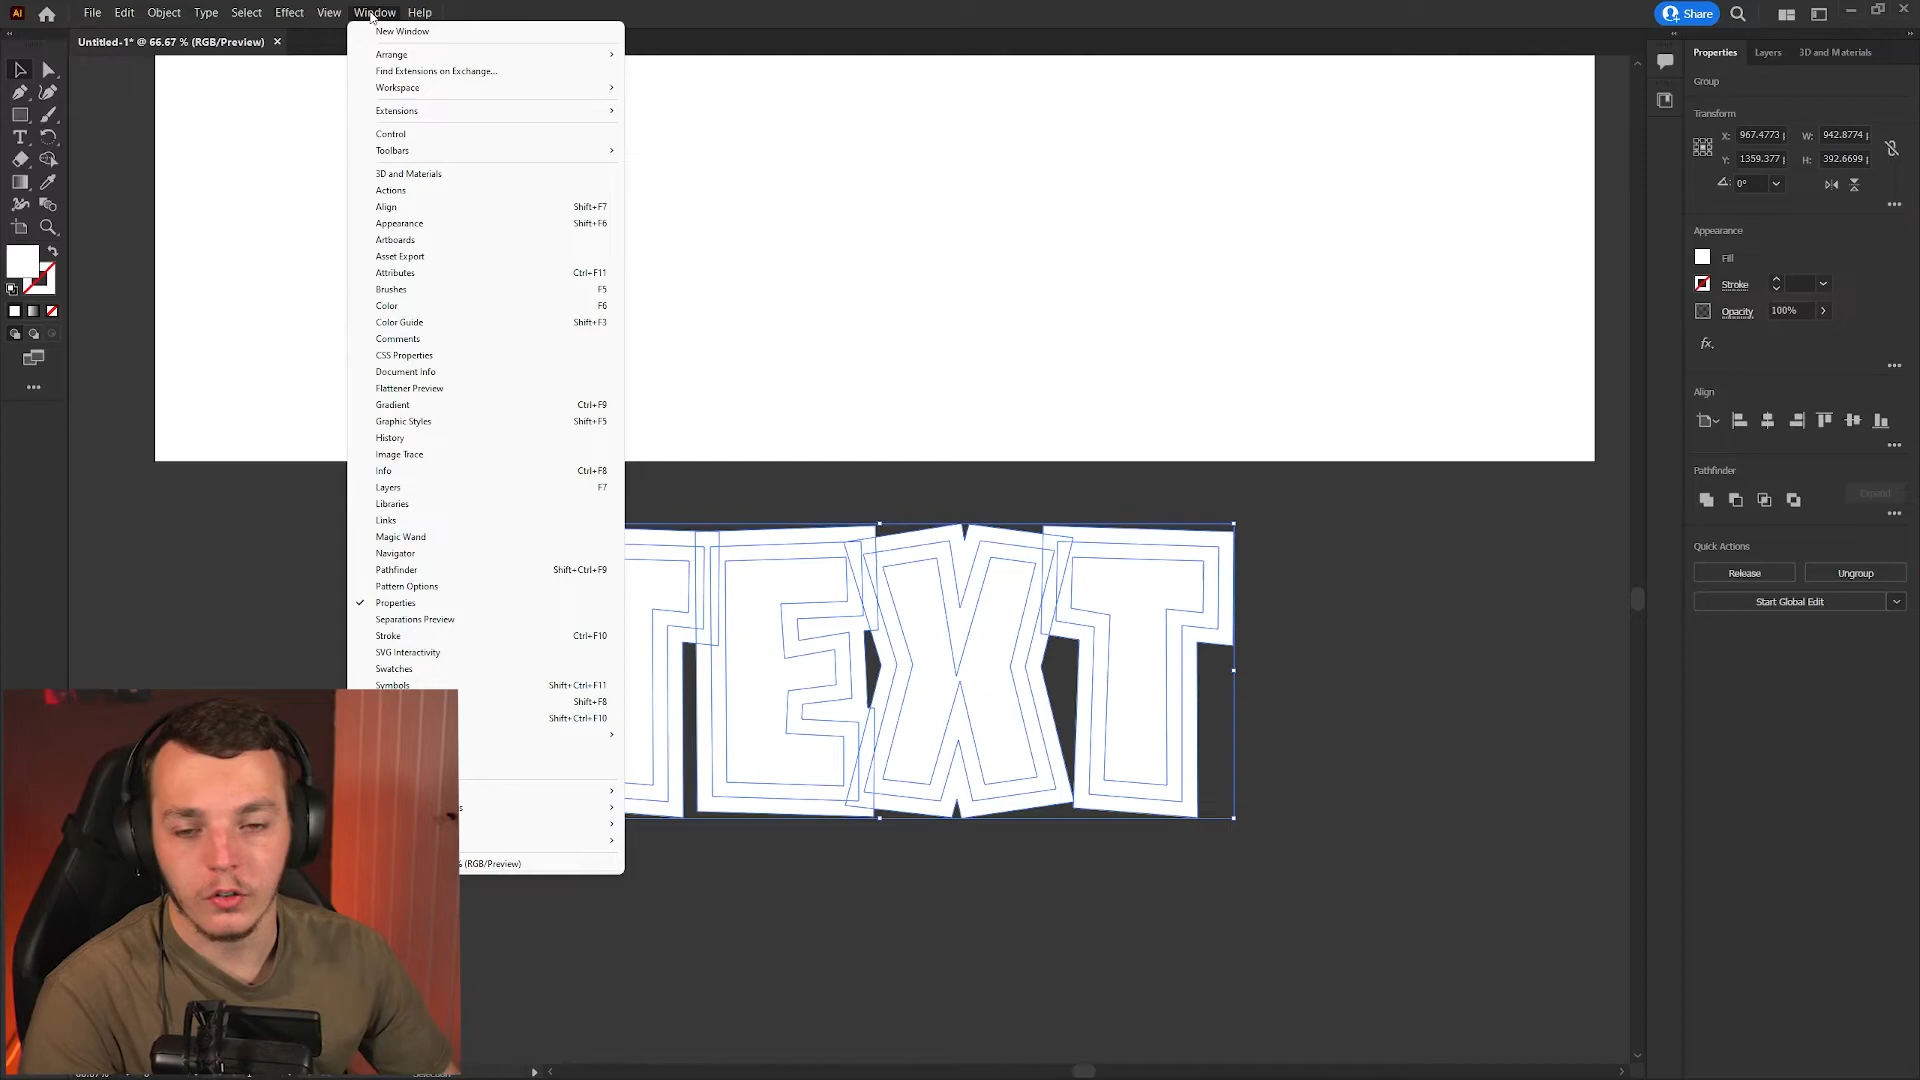 File Edit Object Type Select Effect View Window Help
Share
Untitled-1* @ 66.67 % (RGB/Preview)
New Window
Arrange
Find Extensions on Exchange...
Workspace
Extensions
Control
Toolbars
3D and Materials
Actions
Align Shift+F7
Appearance Shift+F6
Artboards
Asset Export
Attributes Ctrl+F11
Brushes F5
Color F6
Color Guide Shift+F3
Comments
CSS Properties
Document Info
Flattener Preview
Gradient Ctrl+F9
Graphic Styles Shift+F5
History
Image Trace
Info Ctrl+F8
Layers F7
Libraries
Links
Magic Wand
Navigator
Pathfinder Shift+Ctrl+F9
Pattern Options
Properties
Separations Preview
Stroke Ctrl+F10
SVG Interactivity
Swatches
Symbols Shift+Ctrl+F11
Shift+F8
Shift+Ctrl+F10
% (RGB/Preview)
TEXT
Properties Layers 3D and Materials
Group
Transform
X: 967.4773 W: 942.8774
Y: 1359.377 H: 392.6699
0°
Appearance
Fill
Stroke
Opacity 100%
fx.
Align
Pathfinder
Expand
Quick Actions
Release Ungroup
Start Global Edit